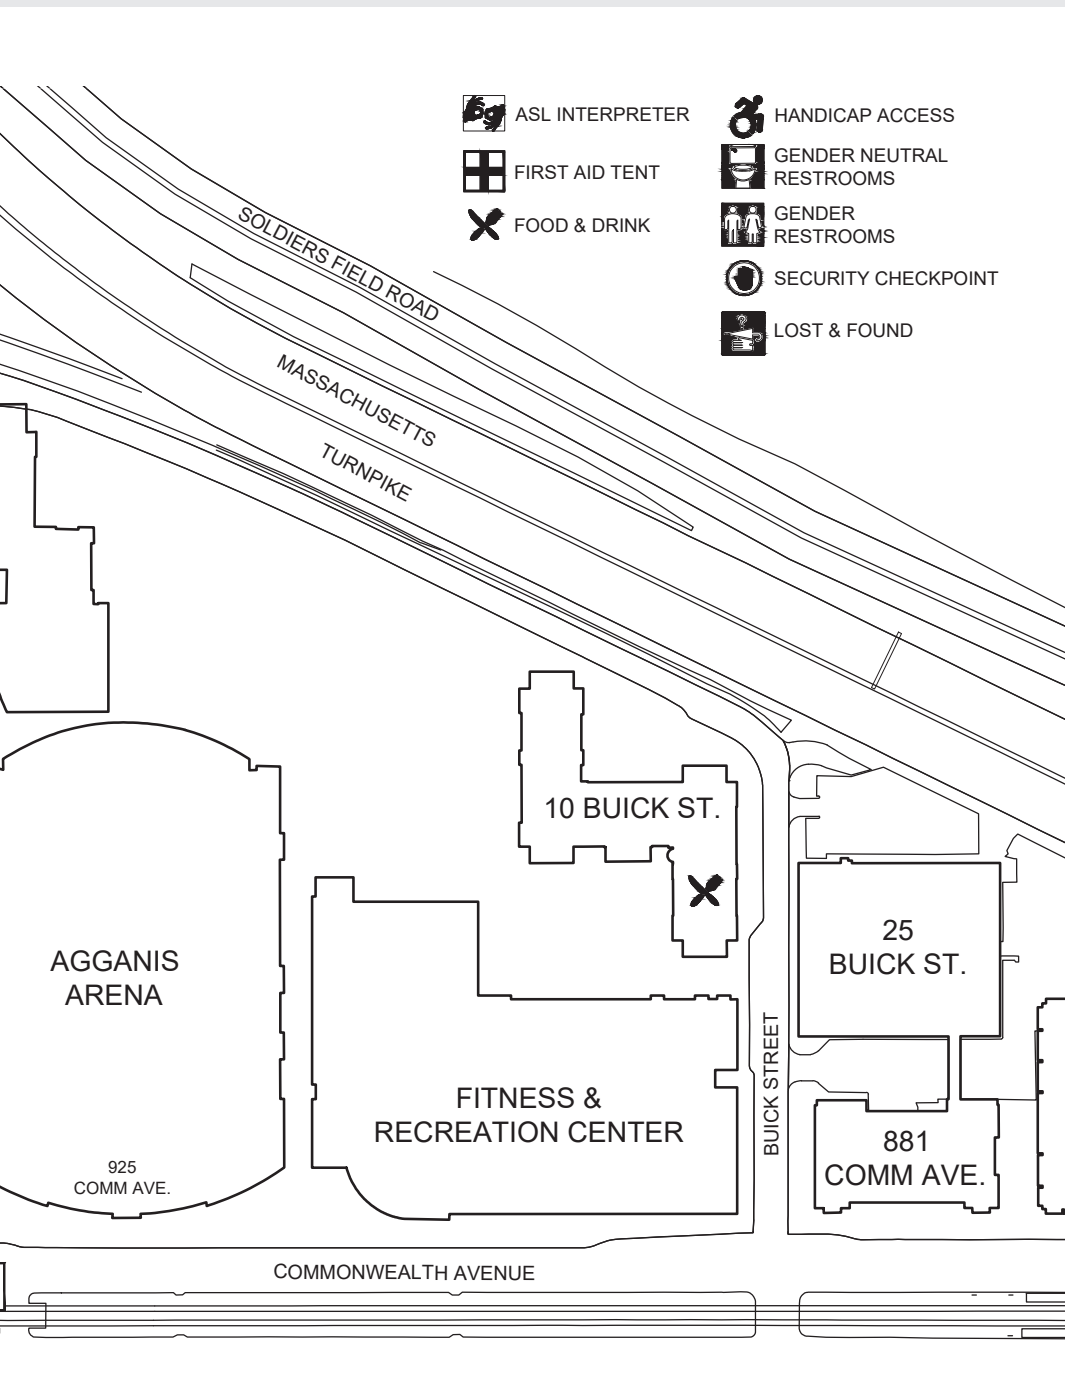 ASL INTERPRETER
FIRST AID TENT
FOOD & DRINK
HANDICAP ACCESS
GENDER NEUTRAL
RESTROOMS
GENDER
RESTROOMS
SECURITY CHECKPOINT
LOST & FOUND
SOLDIERS FIELD ROAD
MASSACHUSETTS
TURNPIKE
10 BUICK ST.
25
BUICK ST.
AGGANIS
ARENA
FITNESS &
RECREATION CENTER
BUICK STREET
881
COMM AVE.
925
COMM AVE.
COMMONWEALTH AVENUE